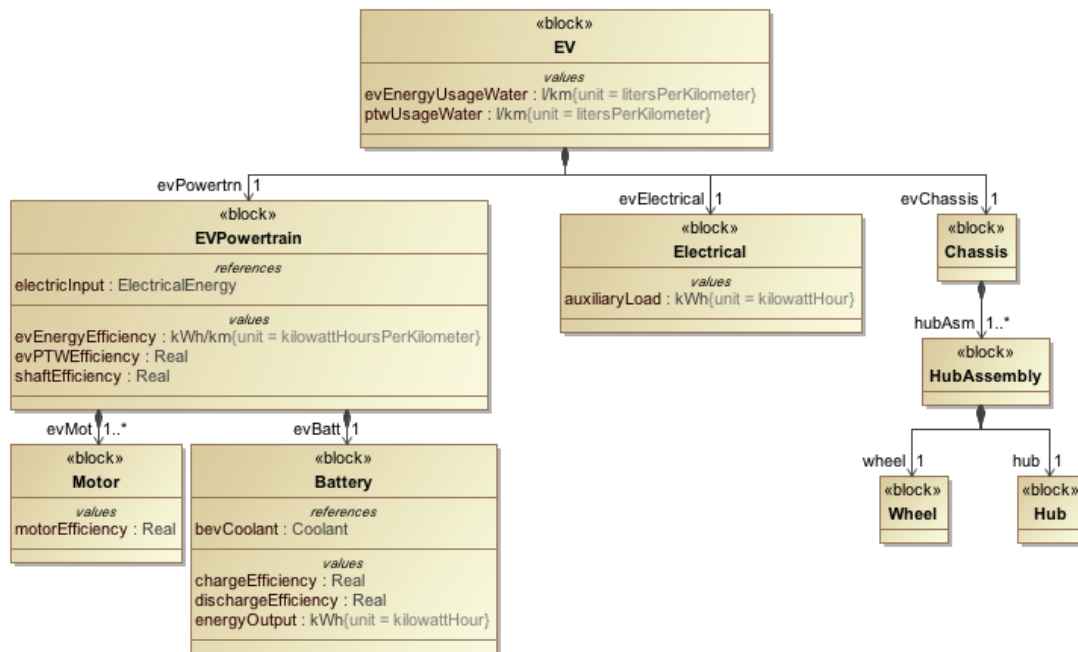 «block»
EV
values
evEnergyUsageWater : l/km{unit = litersPerKilometer}
ptwUsageWater : l/km{unit = litersPerKilometer}
evPowertrn 1
evElectrical 1
evChassis 1
«block»
EVPowertrain
references
electricInput : ElectricalEnergy
values
evEnergyEfficiency : kWh/km{unit = kilowattHoursPerKilometer}
evPTWEfficiency : Real
shaftEfficiency : Real
«block»
Electrical
values
auxiliaryLoad : kWh{unit = kilowattHour}
«block»
Chassis
hubAsm 1..*
«block»
HubAssembly
evMot 1..*
evBatt 1
wheel 1
hub 1
«block»
Motor
values
motorEfficiency : Real
«block»
Battery
references
bevCoolant : Coolant
values
chargeEfficiency : Real
dischargeEfficiency : Real
energyOutput : kWh{unit = kilowattHour}
«block»
Wheel
«block»
Hub